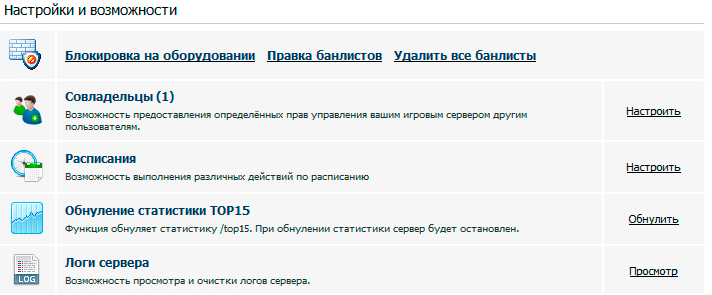 Настройки и возможности
Блокировка на оборудовании Правка банлистов Удалить все банлисты
Совладельцы (1)
Возможность предоставления определённых прав управления вашим игровым сервером другим
пользователям.
Настроить
Расписания
Возможность выполнения различных действий по расписанию
Настроить
Обнуление статистики TOP15
Функция обнуляет статистику /top15. При обнулении статистики сервер будет остановлен.
Обнулить
LOG
Логи сервера
Возможность просмотра и очистки логов сервера.
Просмотр